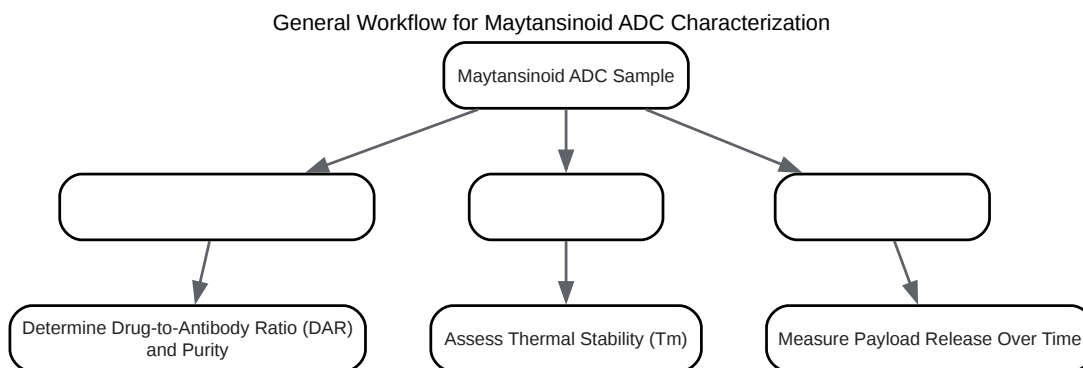 General Workflow for Maytansinoid ADC Characterization
Maytansinoid ADC Sample
Determine Drug-to-Antibody Ratio (DAR)
and Purity
Assess Thermal Stability (Tm)
Measure Payload Release Over Time